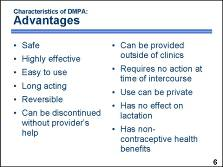 Characteristics of DMPA:
Advantages
• Safe
• Highly effective
• Easy to use
• Long acting
• Reversible
• Can be discontinued
without provider's
help
• Can be provided
outside of clinics
• Requires no action at
time of intercourse
• Use can be private
• Has no effect on
lactation
• Has non-
contraceptive health
benefits
6